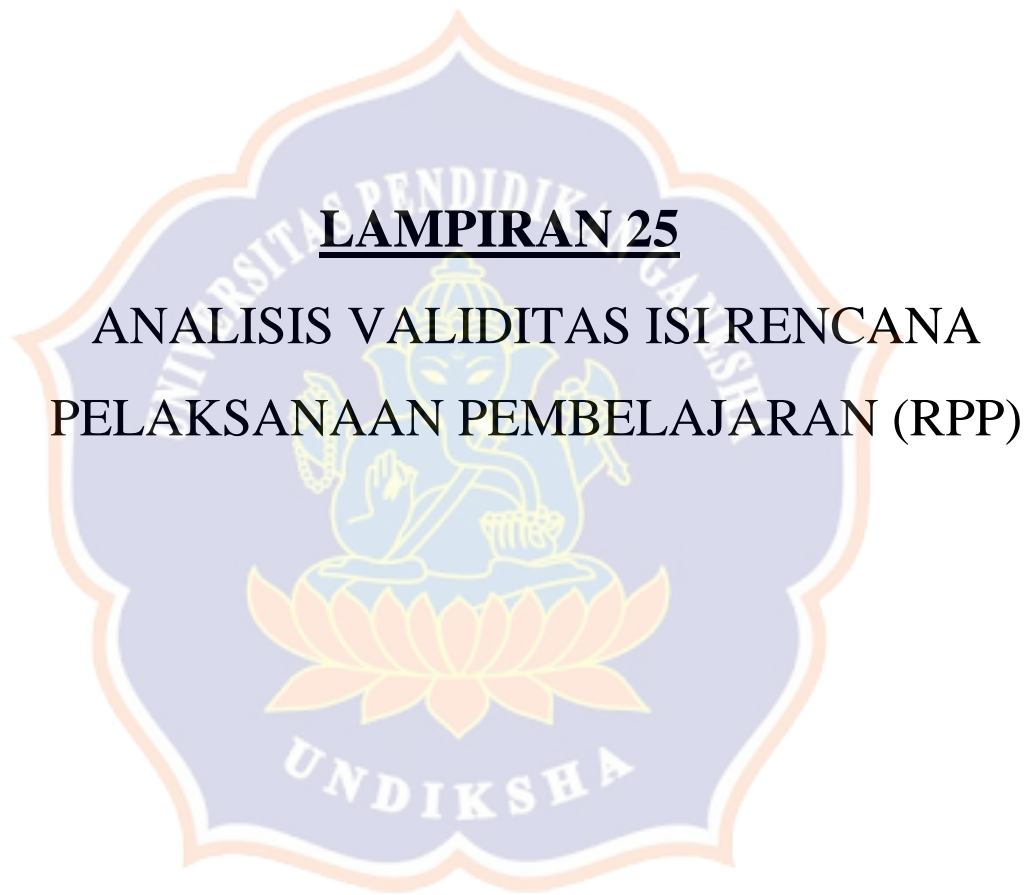 UNIVERSITAS PENDIDIKAN GANESHA
LAMPIRAN 25
ANALISIS VALIDITAS ISI RENCANA
PELAKSANAAN PEMBELAJARAN (RPP)
UNDIKSHA